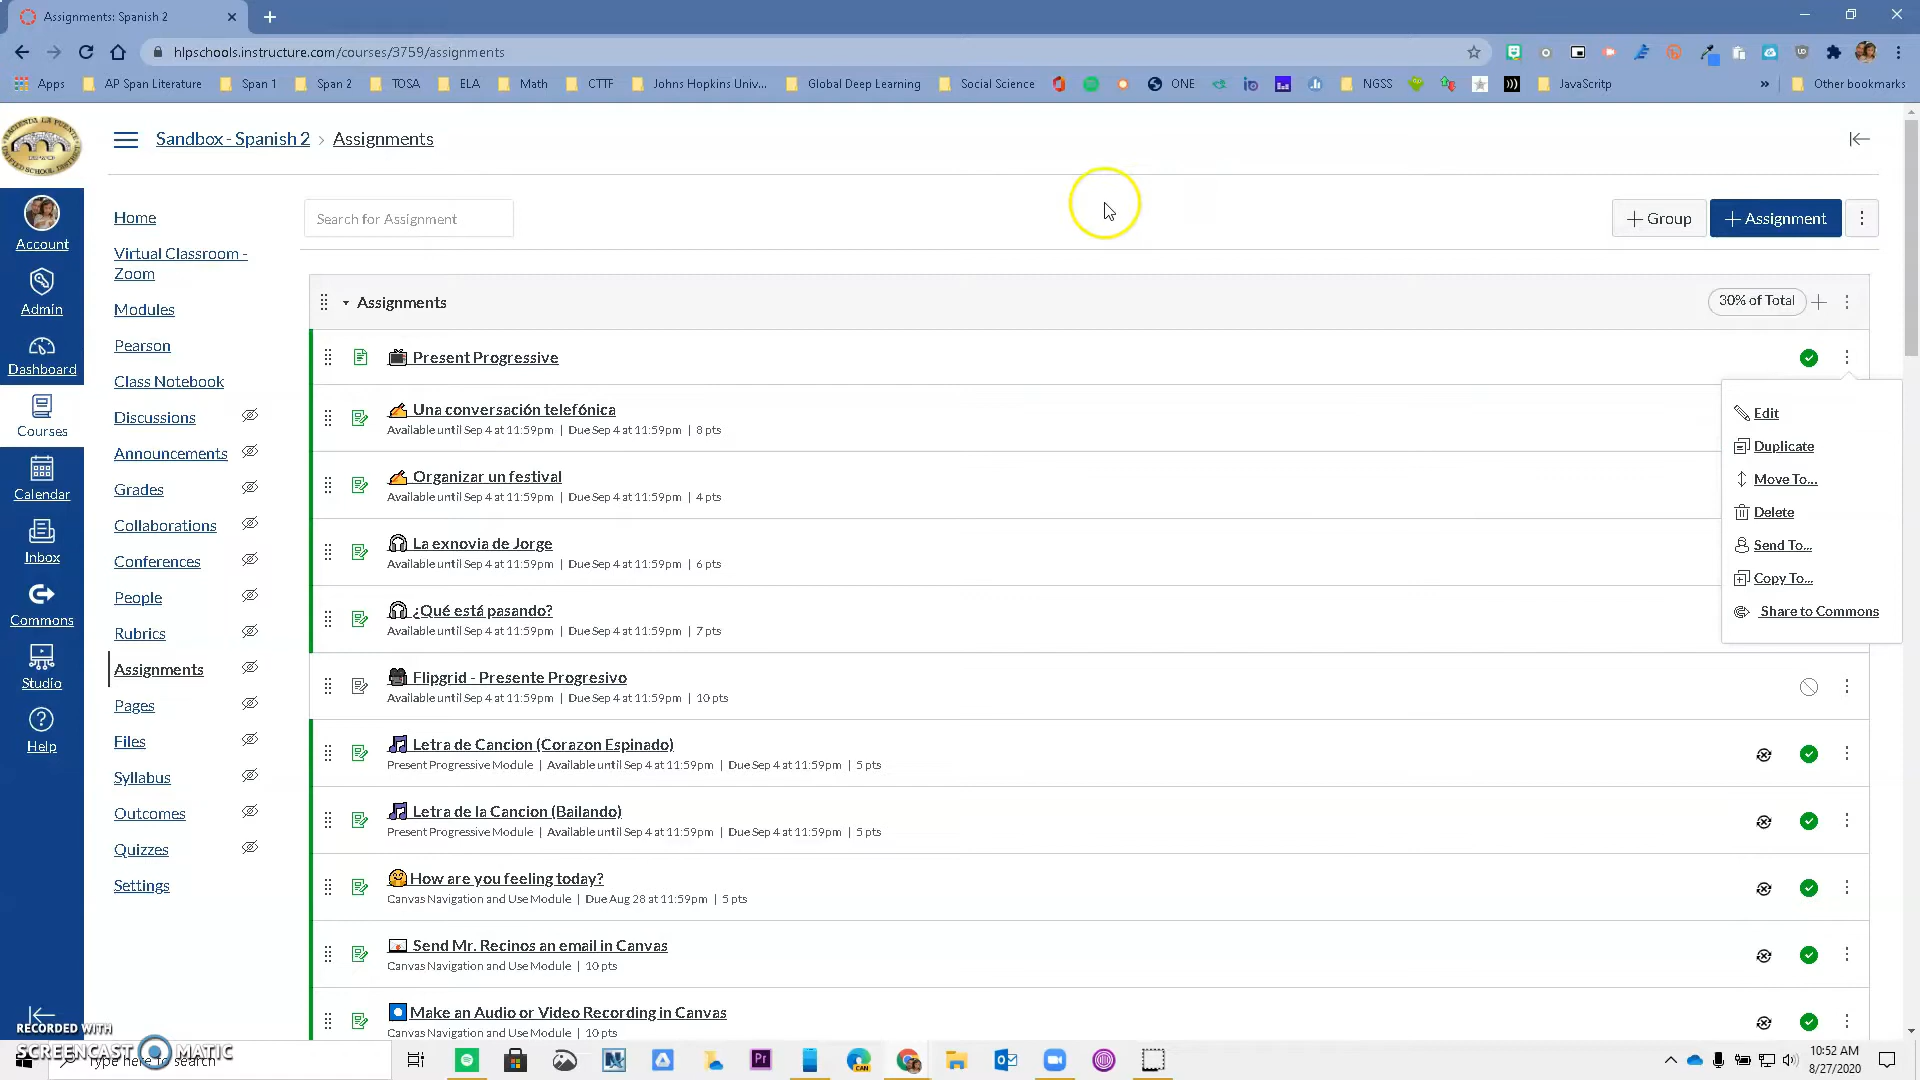 Assignments: Spanish 2
hlpschools.instructure.com/courses/3759/assignments
Apps
AP Span Literature
Span 1
Span 2
TOSA
ELA
Math
CTTF
Johns Hopkins Univ...
Global Deep Learning
Social Science
ONE
NGSS
JavaScritp
Other bookmarks
Sandbox - Spanish 2 › Assignments
Account
Admin
Dashboard
Courses
Calendar
Inbox
Commons
Studio
Help
Home
Virtual Classroom -
Zoom
Modules
Pearson
Class Notebook
Discussions
Announcements
Grades
Collaborations
Conferences
People
Rubrics
Assignments
Pages
Files
Syllabus
Outcomes
Quizzes
Settings
Search for Assignment
+ Group
+ Assignment
Assignments
30% of Total
Present Progressive
Una conversación telefónica
Available until Sep 4 at 11:59pm | Due Sep 4 at 11:59pm | 8 pts
Organizar un festival
Available until Sep 4 at 11:59pm | Due Sep 4 at 11:59pm | 4 pts
La exnovia de Jorge
Available until Sep 4 at 11:59pm | Due Sep 4 at 11:59pm | 6 pts
¿Qué está pasando?
Available until Sep 4 at 11:59pm | Due Sep 4 at 11:59pm | 7 pts
Flipgrid - Presente Progresivo
Available until Sep 4 at 11:59pm | Due Sep 4 at 11:59pm | 10 pts
Letra de Cancion (Corazon Espinado)
Present Progressive Module | Available until Sep 4 at 11:59pm | Due Sep 4 at 11:59pm | 5 pts
Letra de la Cancion (Bailando)
Present Progressive Module | Available until Sep 4 at 11:59pm | Due Sep 4 at 11:59pm | 5 pts
How are you feeling today?
Canvas Navigation and Use Module | Due Aug 28 at 11:59pm | 5 pts
Send Mr. Recinos an email in Canvas
Canvas Navigation and Use Module | 10 pts
Make an Audio or Video Recording in Canvas
Canvas Navigation and Use Module | 10 pts
Edit
Duplicate
Move To...
Delete
Send To...
Copy To...
Share to Commons
RECORDED WITH
SCREENCAST MATIC
Type here to search
10:52 AM
8/27/2020